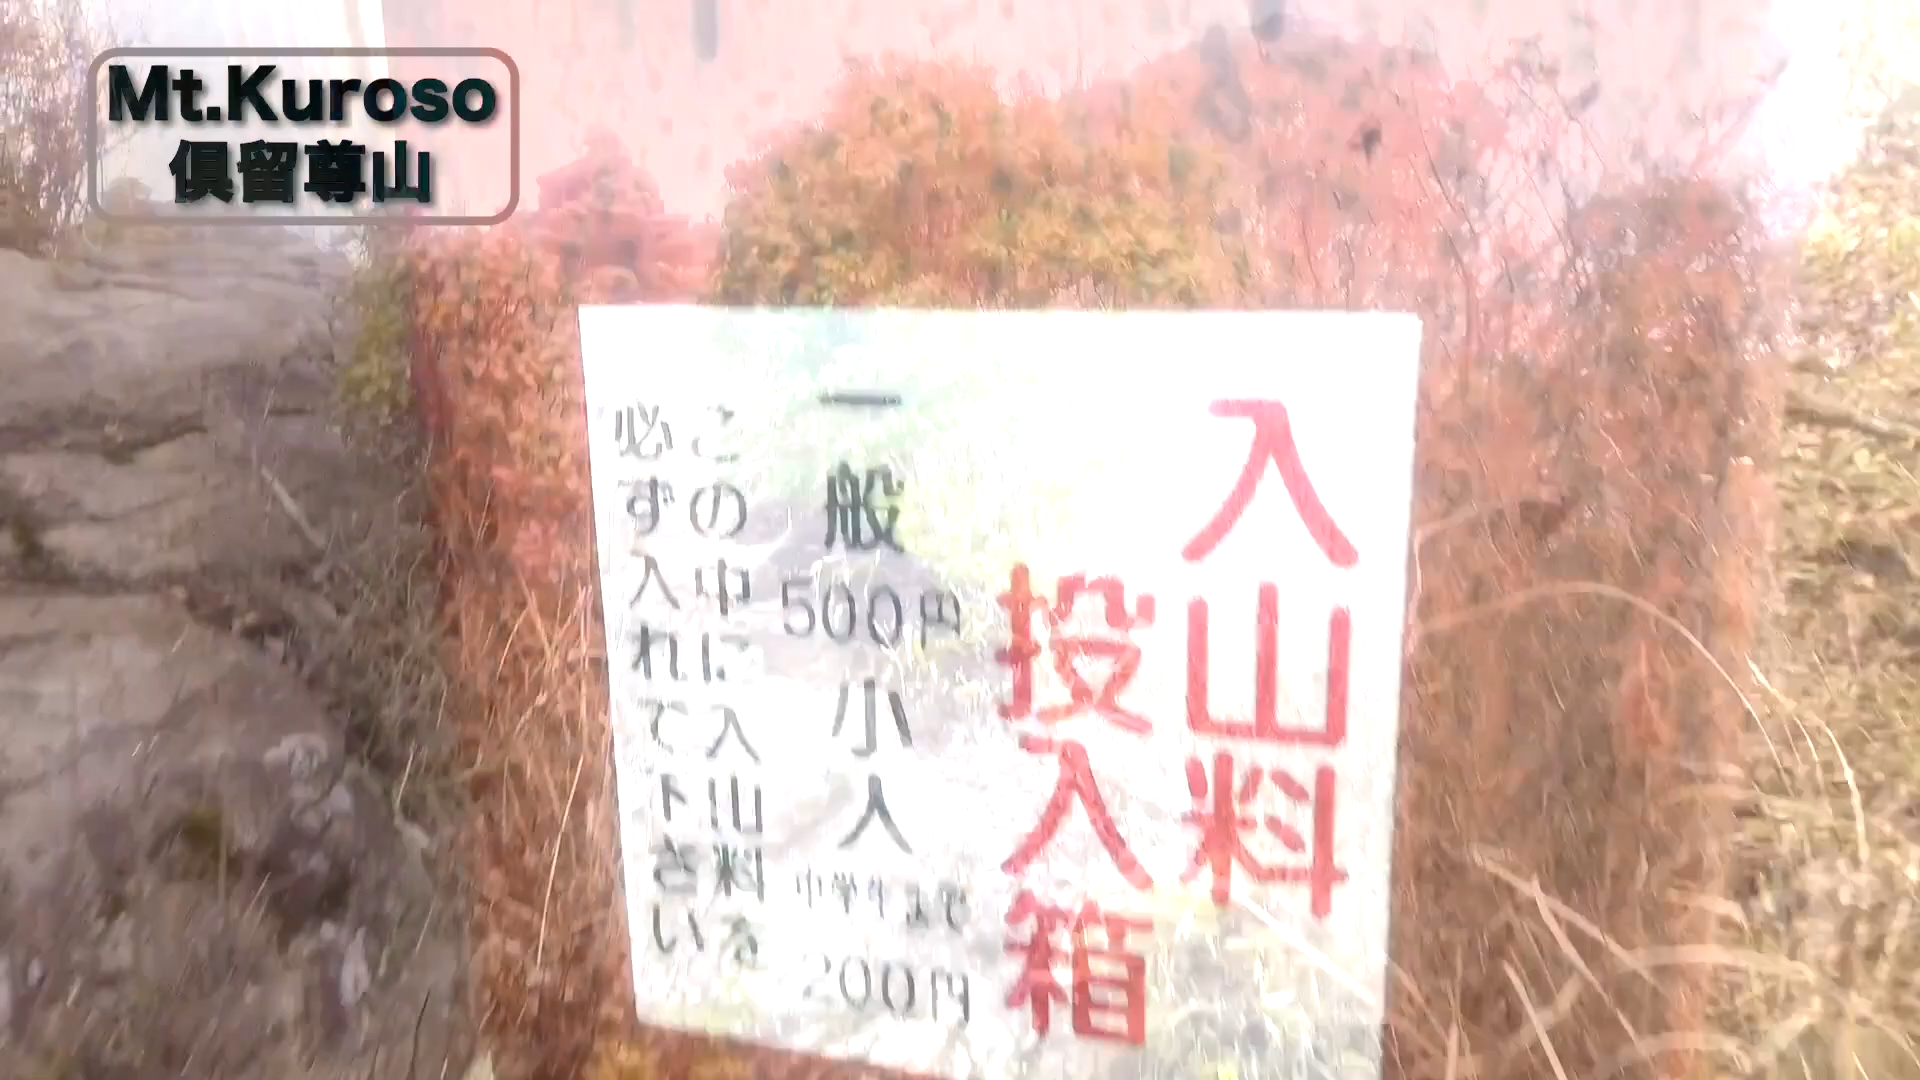 Mt.Kuroso
倶留尊山
入山料
投入箱
一般 500円 小人 中学生まで 200円
この中に入山料を
必ず入れて下さい